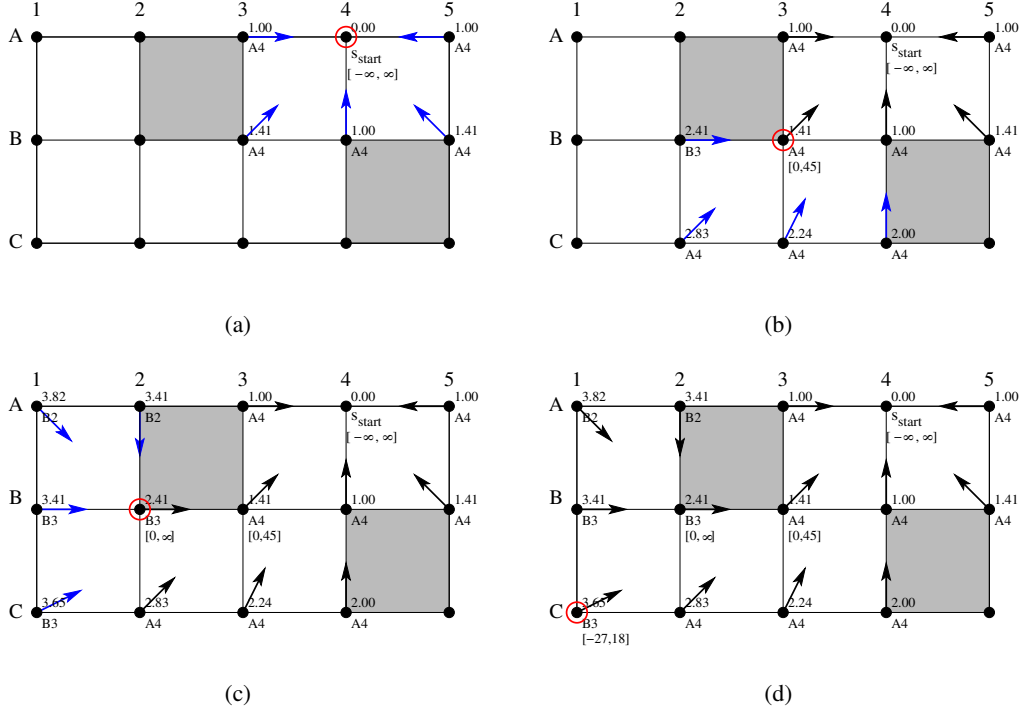 1 2 3 4 5
A 1.00 0.00 1.00
A4 s_start A4
[ −∞, ∞]
B 1.41 1.00 1.41
A4 A4 A4
C
(a)
1 2 3 4 5
A 1.00 0.00 1.00
A4 s_start A4
[ −∞, ∞]
B 2.41 1.41 1.00 1.41
B3 A4 A4 A4
[0,45]
C 2.83 2.24 2.00
A4 A4 A4
(b)
1 2 3 4 5
A 3.82 3.41 1.00 0.00 1.00
B2 B2 A4 s_start A4
[ −∞, ∞]
B 3.41 2.41 1.41 1.00 1.41
B3 B3 A4 A4 A4
[0, ∞] [0,45]
C 3.65 2.83 2.24 2.00
B3 A4 A4 A4
(c)
1 2 3 4 5
A 3.82 3.41 1.00 0.00 1.00
B2 B2 A4 s_start A4
[ −∞, ∞]
B 3.41 2.41 1.41 1.00 1.41
B3 B3 A4 A4 A4
[0, ∞] [0,45]
C 3.65 2.83 2.24 2.00
B3 A4 A4 A4
[−27,18]
(d)